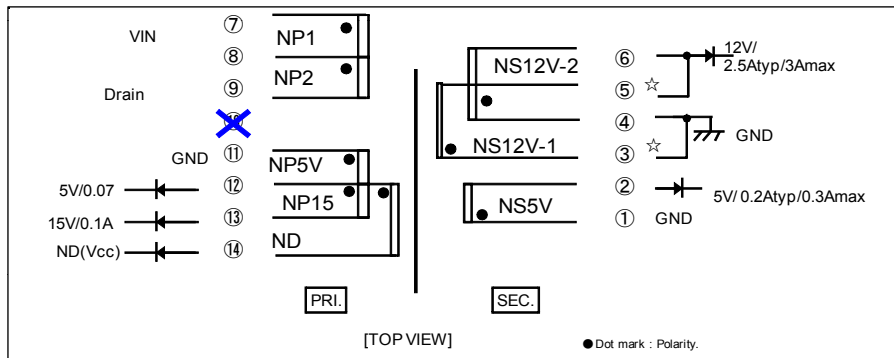 VIN ⑦ NP1
⑧ NP2
Drain ⑨
⑩
GND ⑪ NP5V
5V/0.07 ⑫ NP15
15V/0.1A ⑬
ND(Vcc) ⑭ ND
NS12V-2 ⑥ 12V/
2.5Atyp/3Amax
⑤ ☆
④ GND
NS12V-1 ③ ☆
② 5V/ 0.2Atyp/0.3Amax
NS5V ① GND
PRI. SEC.
[TOP VIEW] ●Dot mark : Polarity.